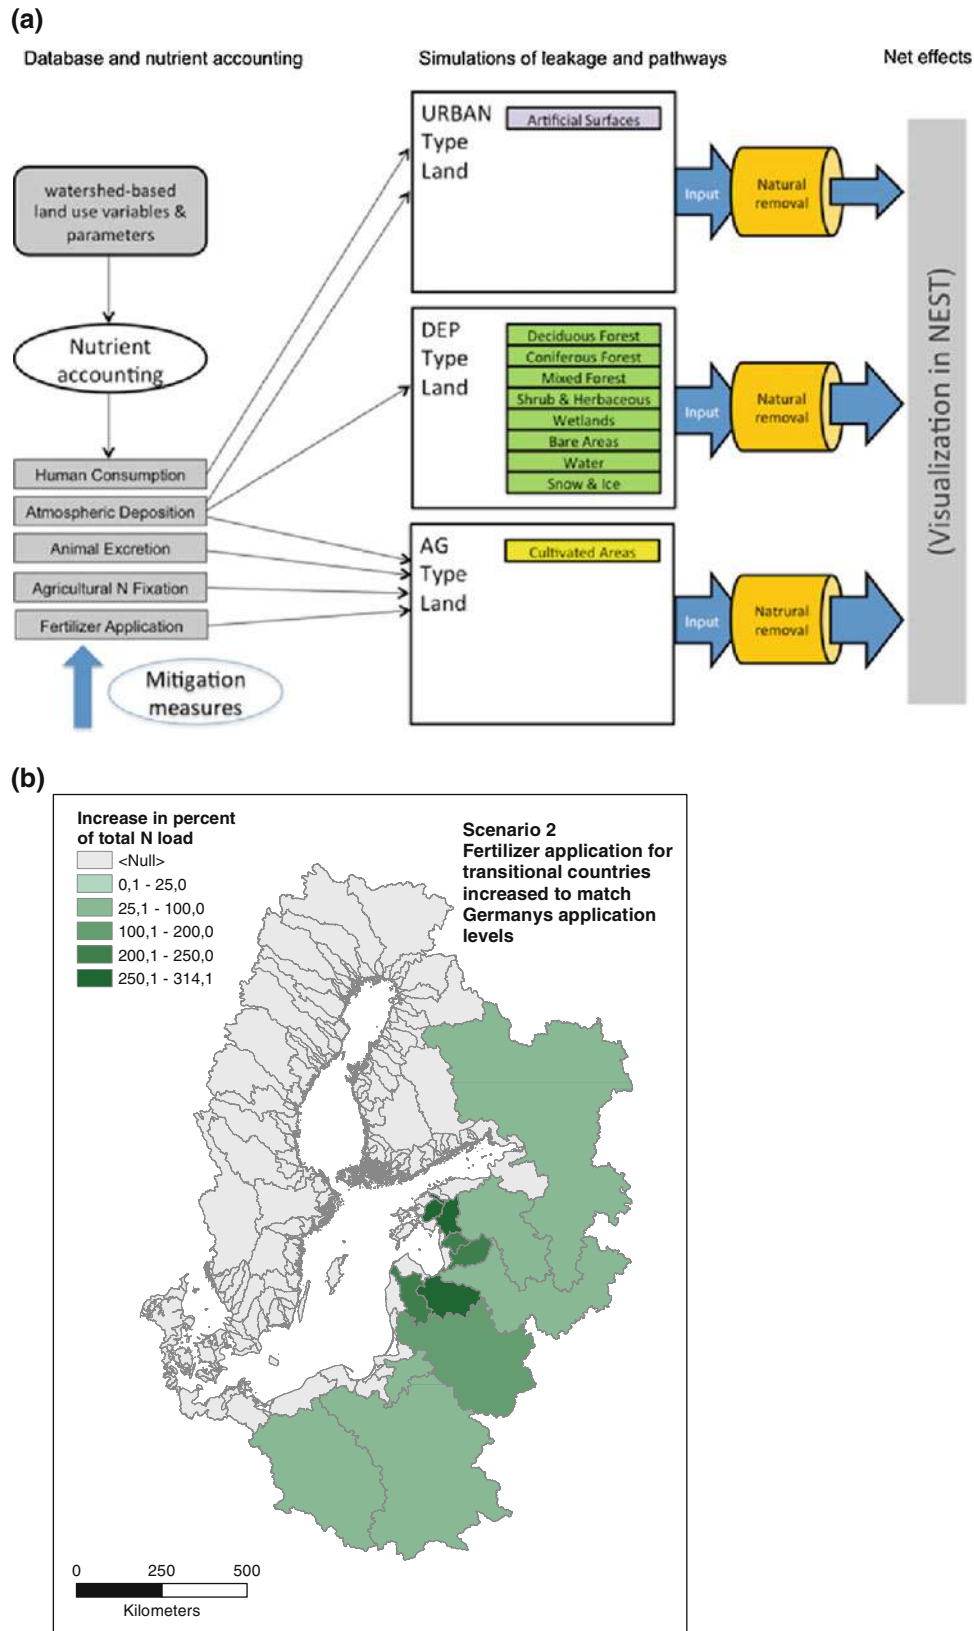 (a)
Database and nutrient accounting
Simulations of leakage and pathways
Net effects
watershed-based
land use variables &
parameters
Nutrient
accounting
Human Consumption
Atmospheric Deposition
Animal Excretion
Agricultural N Fixation
Fertilizer Application
Mitigation
measures
URBAN
Type
Land
Artificial Surfaces
Input
Natural
removal
DEP
Type
Land
Deciduous Forest
Coniferous Forest
Mixed Forest
Shrub & Herbaceous
Wetlands
Bare Areas
Water
Snow & Ice
Input
Natural
removal
AG
Type
Land
Cultivated Areas
Input
Natrural
removal
(Visualization in NEST)
(b)
Increase in percent
of total N load
<Null>
0,1 - 25,0
25,1 - 100,0
100,1 - 200,0
200,1 - 250,0
250,1 - 314,1
Scenario 2
Fertilizer application for
transitional countries
increased to match
Germanys application
levels
0 250 500
Kilometers